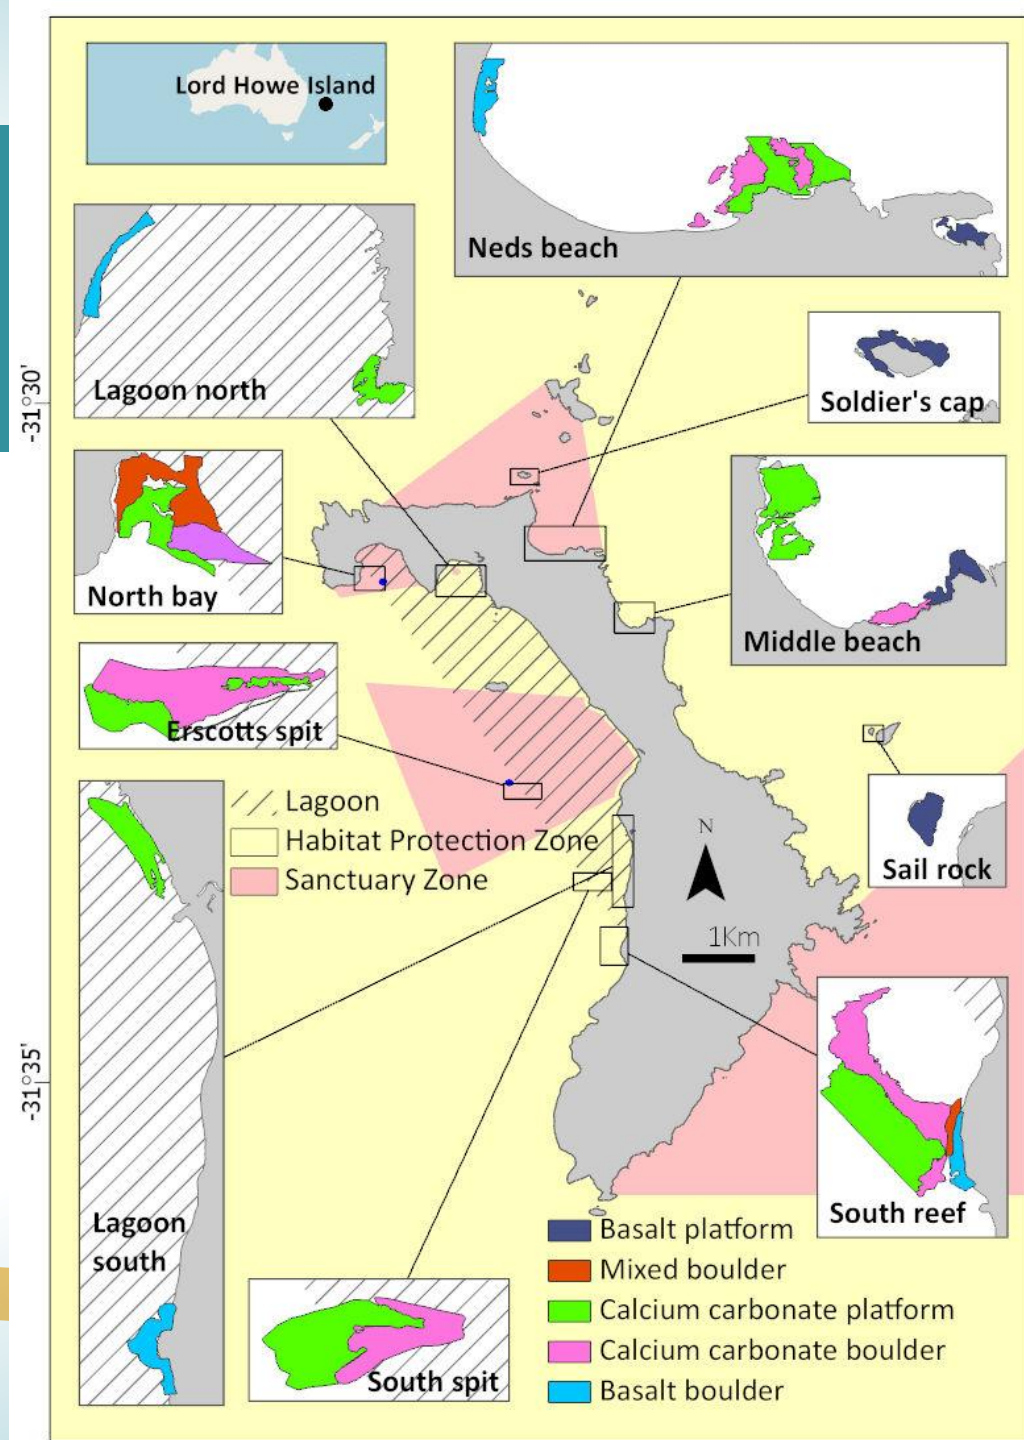 Lord Howe Island
Neds beach
Lagoon north
-31○30'
Soldier's cap
North bay
Middle beach
Erscotts spit
Lagoon
Habitat Protection Zone
Sanctuary Zone
N
1Km
Sail rock
-31○35'
Lagoon
south
South reef
South spit
Basalt platform
Mixed boulder
Calcium carbonate platform
Calcium carbonate boulder
Basalt boulder